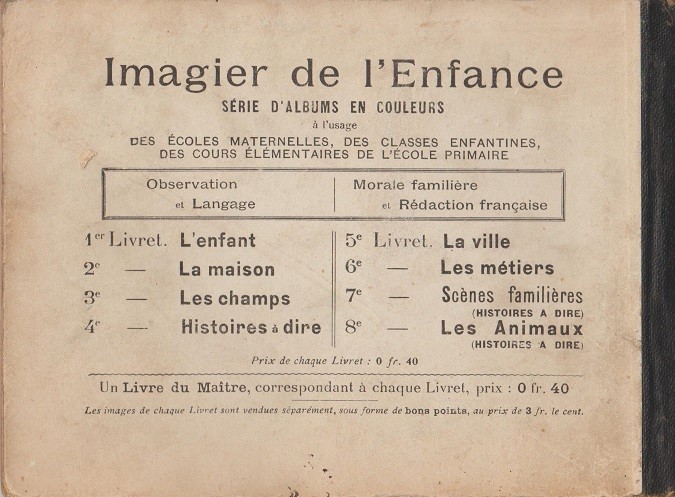 Imagier de l'Enfance
SÉRIE D'ALBUMS EN COULEURS
à l'usage
DES ÉCOLES MATERNELLES, DES CLASSES ENFANTINES,
DES COURS ÉLÉMENTAIRES DE L'ÉCOLE PRIMAIRE
Observation
et Langage
Morale familière
et Rédaction française
1er Livret. L'enfant
2e — La maison
3e — Les champs
4e — Histoires à dire
5e Livret. La ville
6e — Les métiers
7e — Scènes familières
(HISTOIRES A DIRE)
8e — Les Animaux
(HISTOIRES A DIRE)
Prix de chaque Livret : 0 fr. 40
Un Livre du Maître, correspondant à chaque Livret, prix : 0 fr. 40
Les images de chaque Livret sont vendues séparément, sous forme de bons points, au prix de 3 fr. le cent.